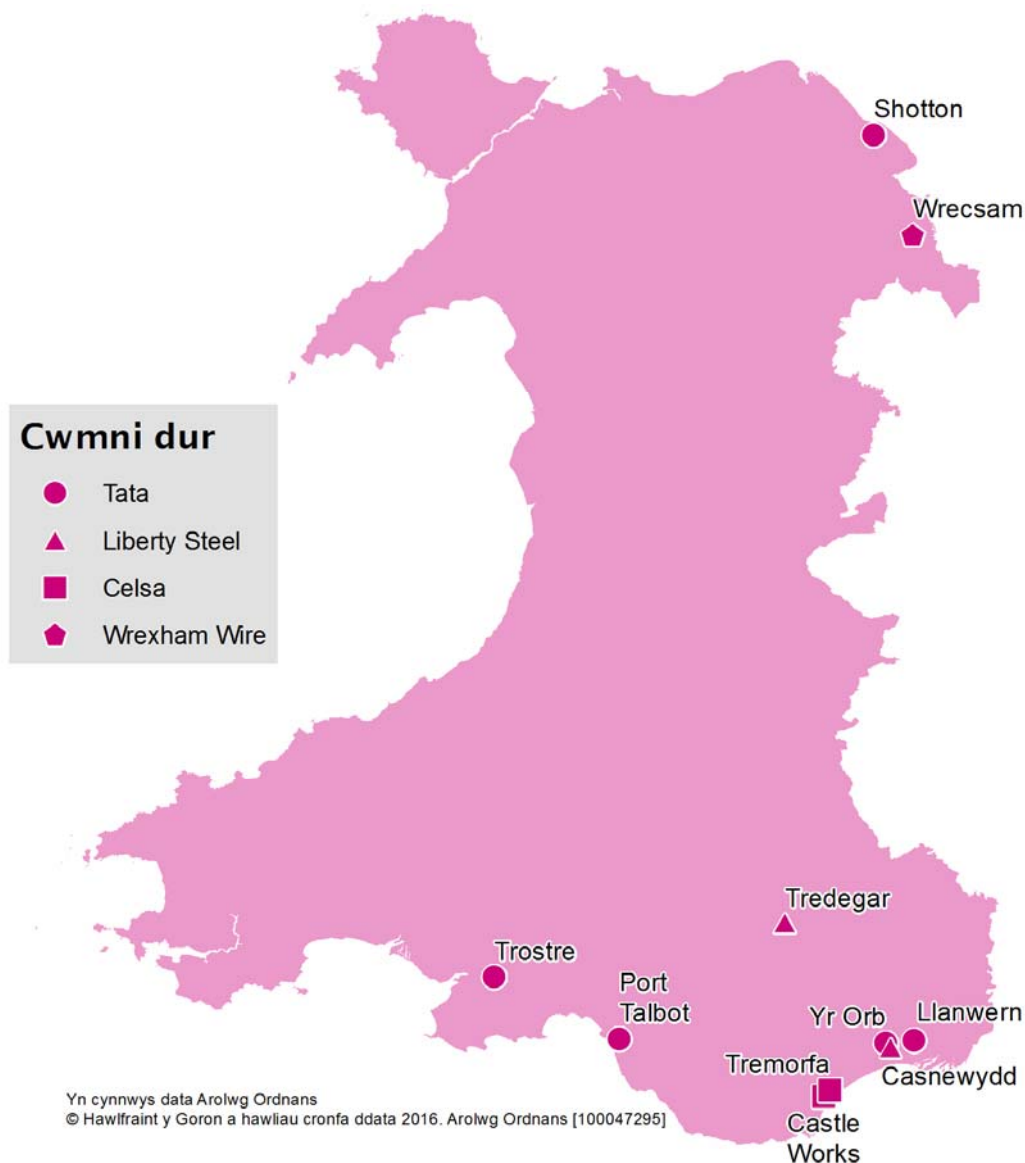 Shotton
Wrecsam
Cwmni dur
Tata
Liberty Steel
Celsa
Wrexham Wire
Tredegar
Trostre
Port
Talbot
Yr Orb
Llanwern
Tremorfa
Casnewydd
Castle
Works
Yn cynnwys data Arolwg Ordnans
© Hawlfraint y Goron a hawliau cronfa ddata 2016. Arolwg Ordnans [100047295]